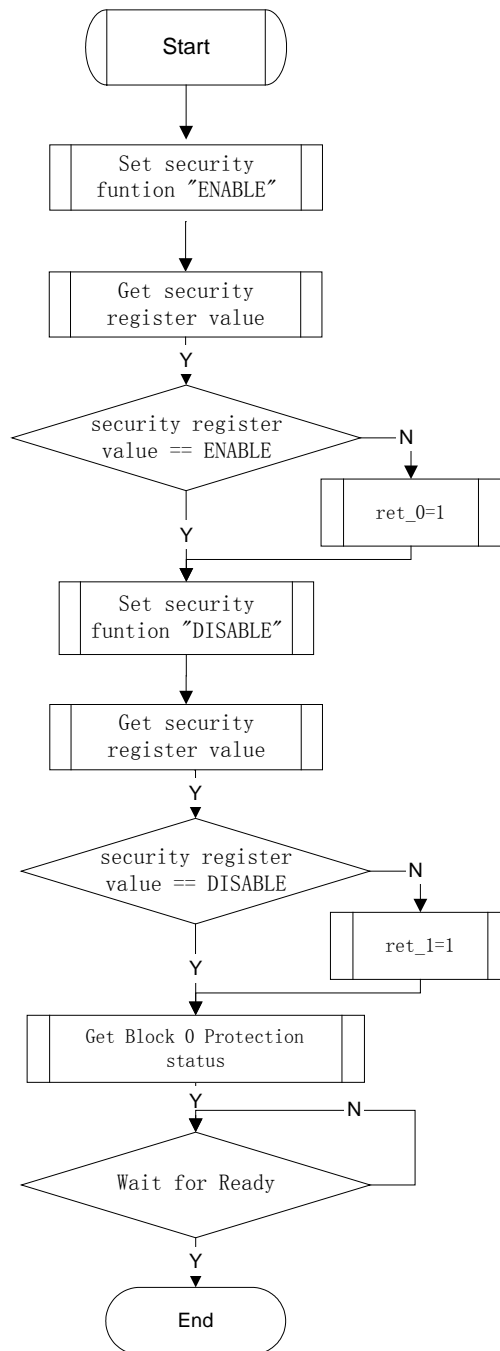 Start
Set security
funtion "ENABLE"
Get security
register value
Y
security register
value == ENABLE
N
ret_0=1
Y
Set security
funtion "DISABLE"
Get security
register value
Y
security register
value == DISABLE
N
ret_1=1
Y
Get Block 0 Protection
status
Y
N
Wait for Ready
Y
End